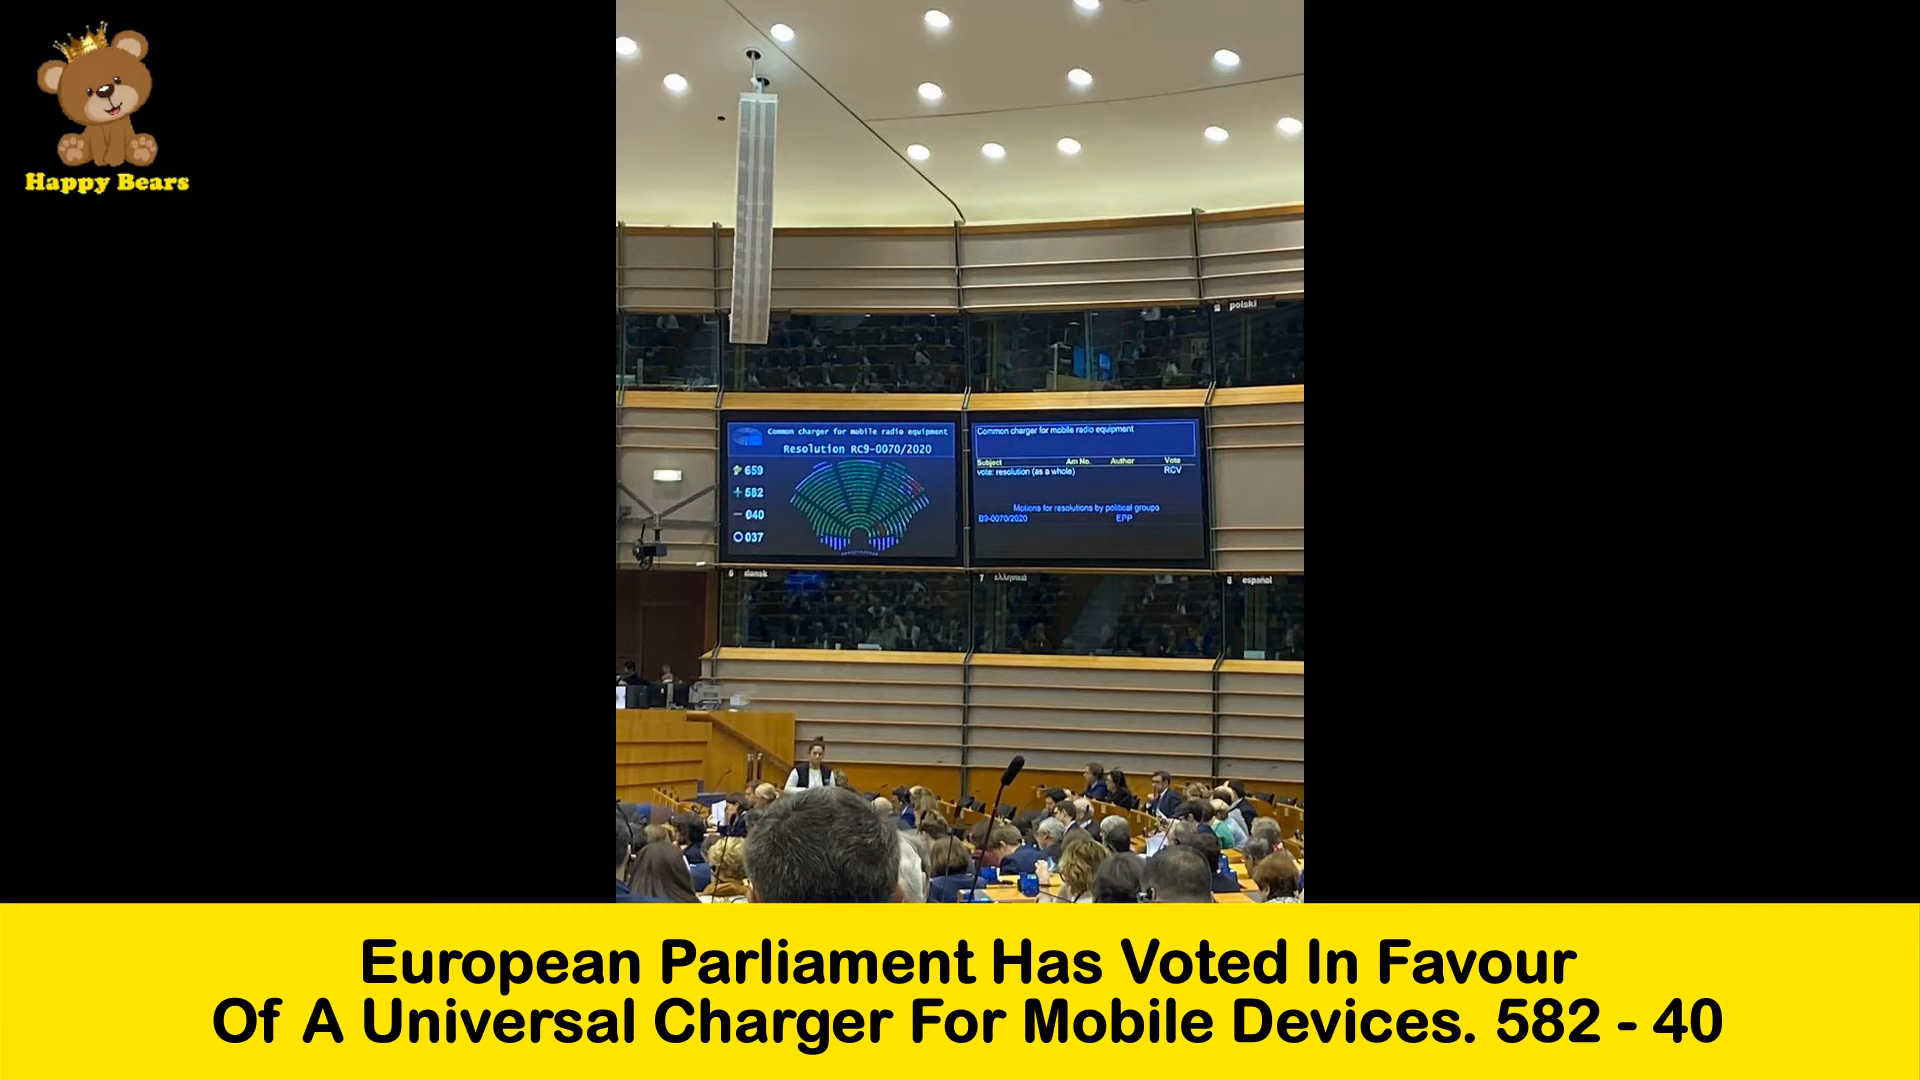 Happy Bears
polski
Common charger for mobile radio equipment
Resolution RC9-0070/2020
659
+ 582
- 040
037
Common charger for mobile radio equipment
Subject Am No. Author Vote
vote: resolution (as a whole) RCV
Motions for resolutions by political groups
B9-0070/2020 EPP
6 dansk
7 ελληνικά
8 español
European Parliament Has Voted In Favour
Of A Universal Charger For Mobile Devices. 582 - 40